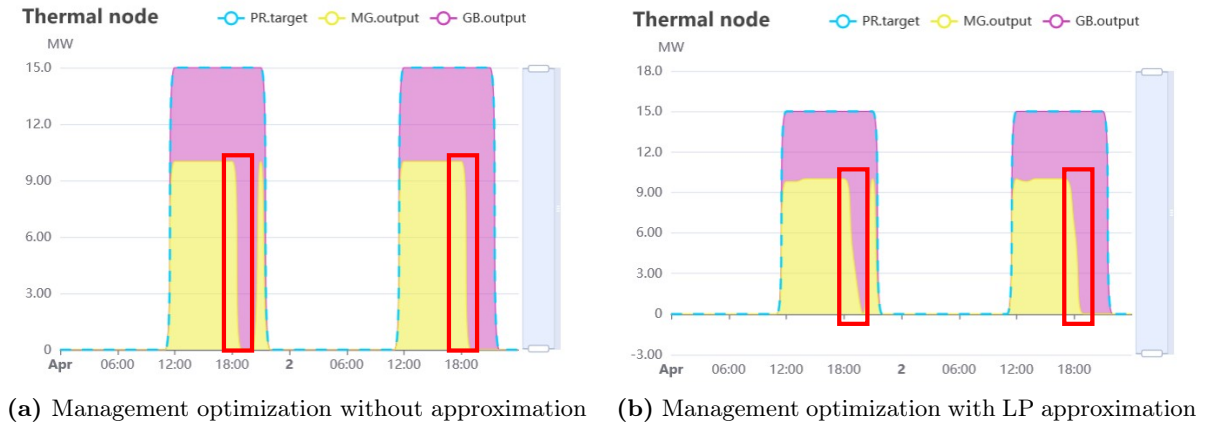 Thermal node
PR.target MG.output GB.output
MW
15.0
12.0
9.00
6.00
3.00
0
Apr 06:00 12:00 18:00 2 06:00 12:00 18:00
(a) Management optimization without approximation
Thermal node
PR.target MG.output GB.output
MW
18.0
15.0
12.0
9.00
6.00
3.00
0
-3.00
Apr 06:00 12:00 18:00 2 06:00 12:00 18:00
(b) Management optimization with LP approximation